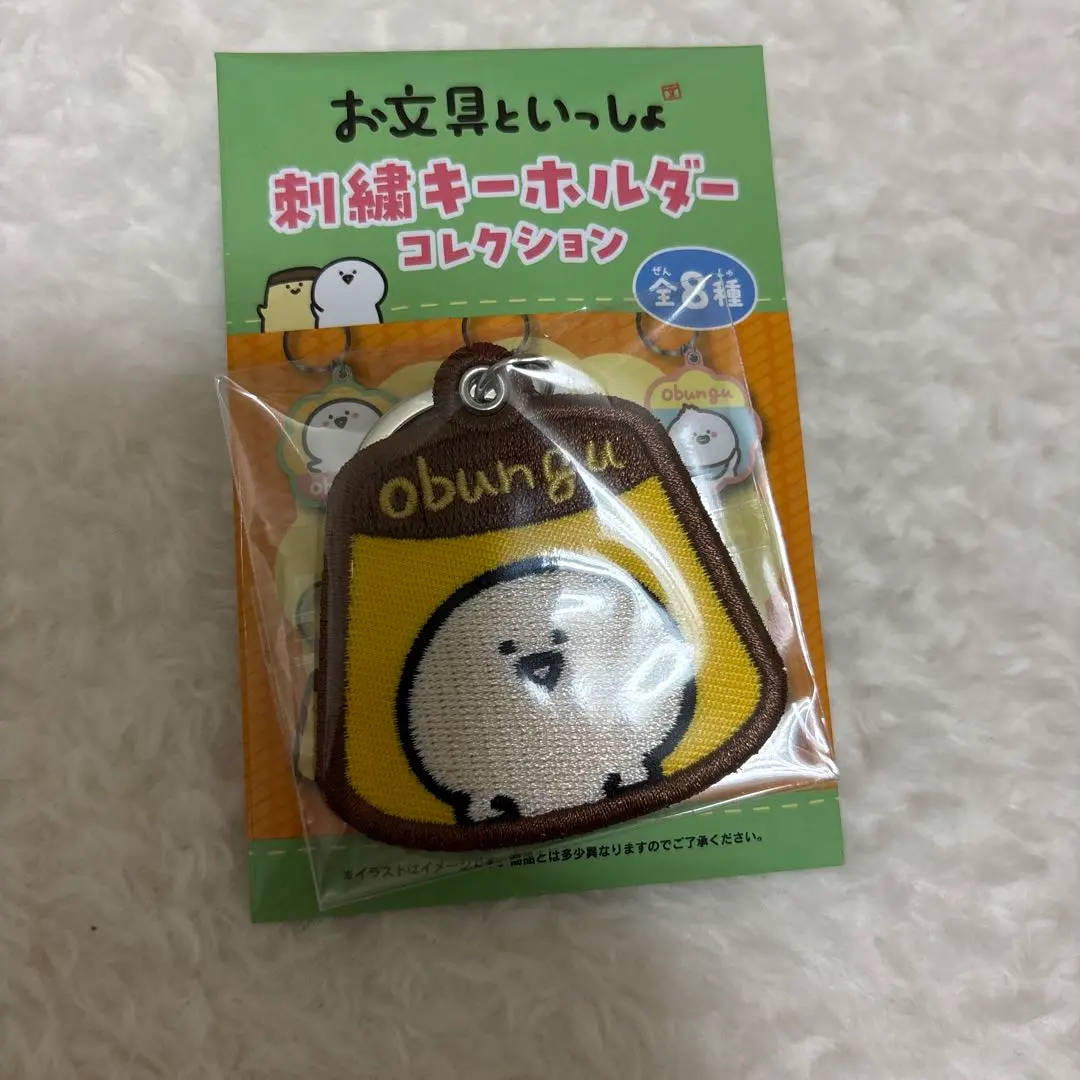 お文具といっしょ
刺繍キーホルダー
コレクション
ぜん
全8種
obungu
obungu
※イラストはイメージです。商品とは多少異なりますのでご了承ください。